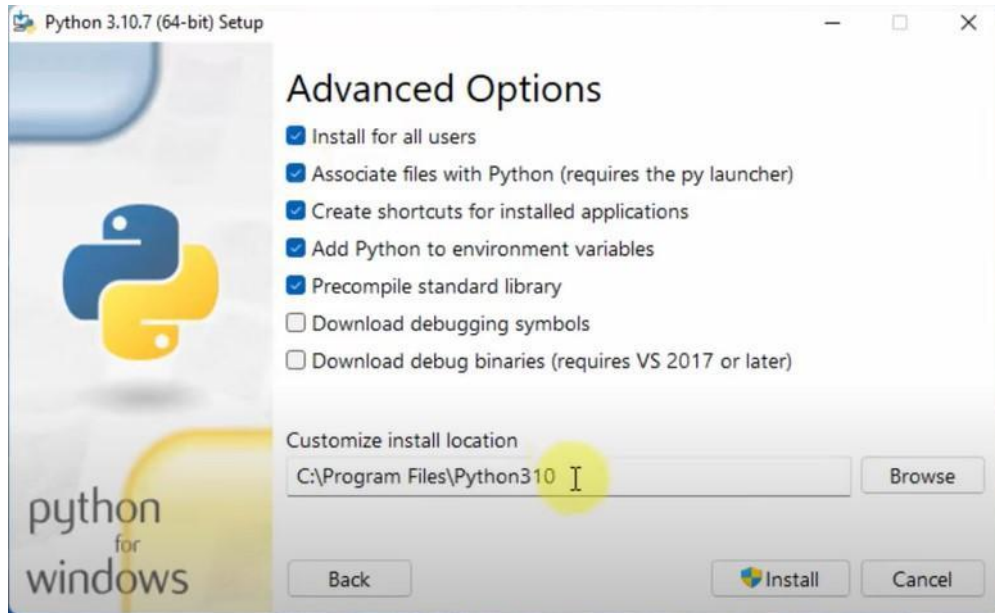 Python 3.10.7 (64-bit) Setup
Advanced Options
Install for all users
Associate files with Python (requires the py launcher)
Create shortcuts for installed applications
Add Python to environment variables
Precompile standard library
Download debugging symbols
Download debug binaries (requires VS 2017 or later)
Customize install location
C:\Program Files\Python310
Browse
python
for
windows
Back
Install
Cancel